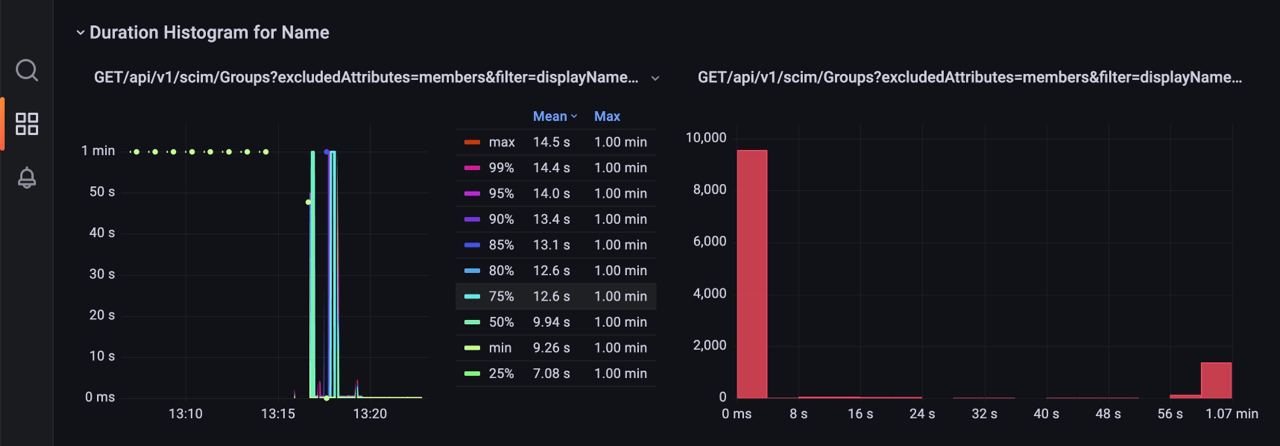 Duration Histogram for Name
GET/api/v1/scim/Groups?excludedAttributes=members&filter=displayName...
1 min
50 s
40 s
30 s
20 s
10 s
0 ms
13:10 13:15 13:20
Mean Max
max 14.5 s 1.00 min
99% 14.4 s 1.00 min
95% 14.0 s 1.00 min
90% 13.4 s 1.00 min
85% 13.1 s 1.00 min
80% 12.6 s 1.00 min
75% 12.6 s 1.00 min
50% 9.94 s 1.00 min
min 9.26 s 1.00 min
25% 7.08 s 1.00 min
GET/api/v1/scim/Groups?excludedAttributes=members&filter=displayName...
10,000
8,000
6,000
4,000
2,000
0
0 ms 8 s 16 s 24 s 32 s 40 s 48 s 56 s 1.07 min